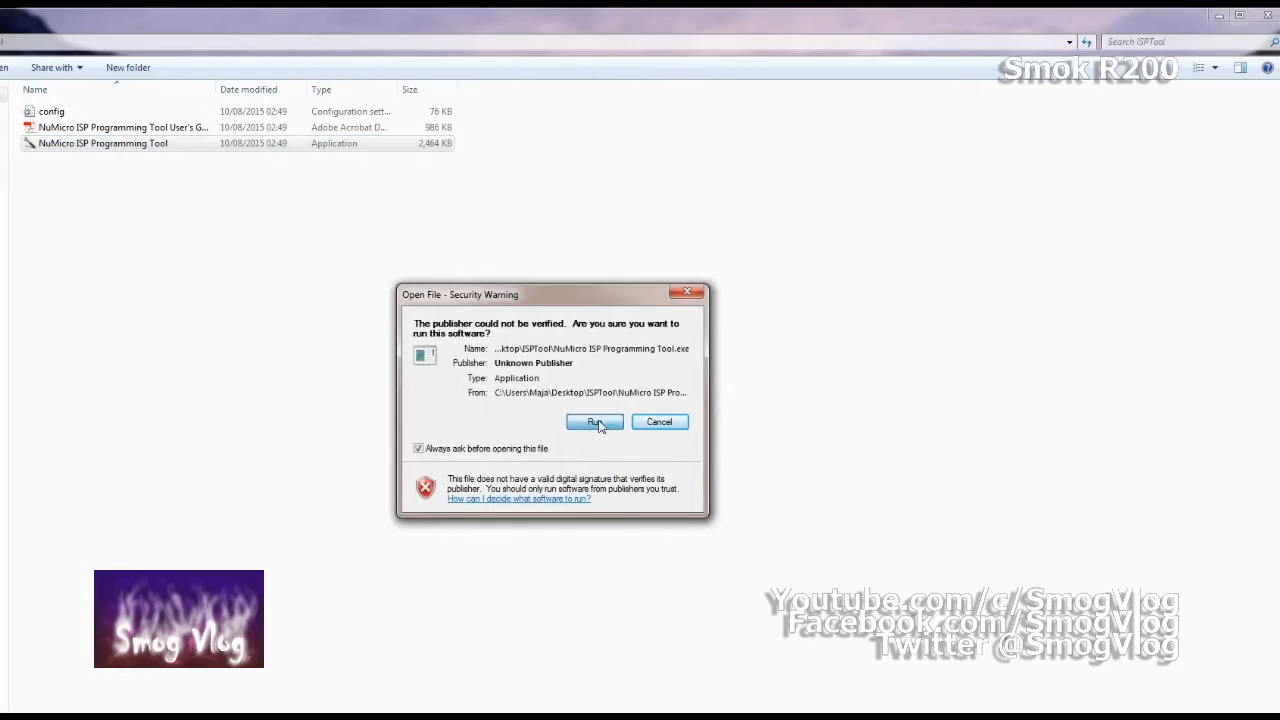 Search ISPTool
Share with
New folder
Smok R200
Name
Date modified
Type
Size
config
10/08/2015 02:49
Configuration sett...
76 KB
NuMicro ISP Programming Tool User's G...
10/08/2015 02:49
Adobe Acrobat D...
986 KB
NuMicro ISP Programming Tool
10/08/2015 02:49
Application
2,464 KB
Open File - Security Warning
The publisher could not be verified. Are you sure you want to
run this software?
Name: ...ktop\ISPTool\NuMicro ISP Programming Tool.exe
Publisher: Unknown Publisher
Type: Application
From: C:\Users\Maja\Desktop\ISPTool\NuMicro ISP Pro...
Run
Cancel
Always ask before opening this file
This file does not have a valid digital signature that verifies its
publisher. You should only run software from publishers you trust.
How can I decide what software to run?
Smog Vlog
Youtube.com/c/SmogVlog
Facebook.com/SmogVlog
Twitter @SmogVlog